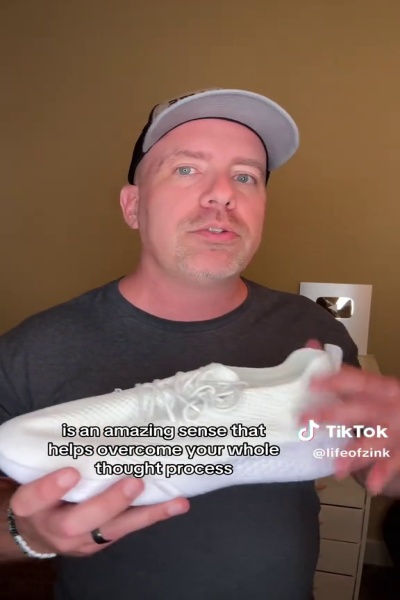 is an amazing sense that
helps overcome your whole
thought process
TikTok
@lifeofzink